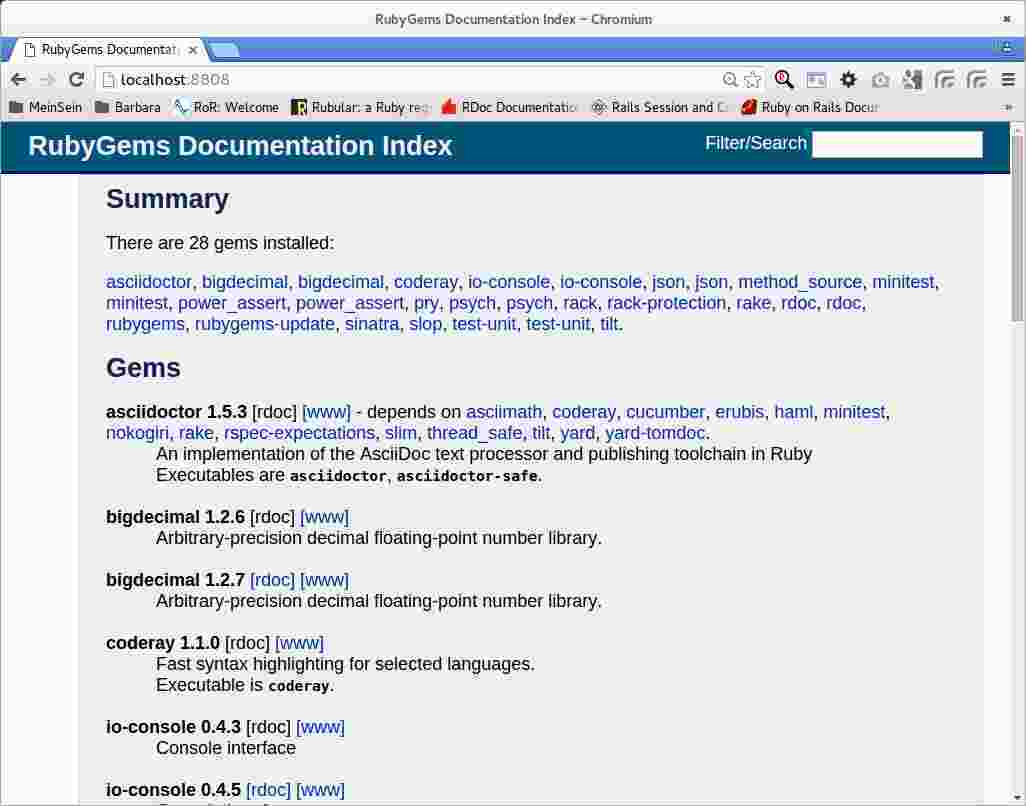 RubyGems Documentation Index – Chromium
RubyGems Documentat
localhost:8808
MeinSein Barbara RoR: Welcome Rubular: a Ruby reg RDoc Documentatio Rails Session and C Ruby on Rails Docur
RubyGems Documentation Index Filter/Search
Summary
There are 28 gems installed:
asciidoctor, bigdecimal, bigdecimal, coderay, io-console, io-console, json, json, method_source, minitest,
minitest, power_assert, power_assert, pry, psych, psych, rack, rack-protection, rake, rdoc, rdoc,
rubygems, rubygems-update, sinatra, slop, test-unit, test-unit, tilt.
Gems
asciidoctor 1.5.3 [rdoc] [www] - depends on asciimath, coderay, cucumber, erubis, haml, minitest,
nokogiri, rake, rspec-expectations, slim, thread_safe, tilt, yard, yard-tomdoc.
An implementation of the AsciiDoc text processor and publishing toolchain in Ruby
Executables are asciidoctor, asciidoctor-safe.
bigdecimal 1.2.6 [rdoc] [www]
Arbitrary-precision decimal floating-point number library.
bigdecimal 1.2.7 [rdoc] [www]
Arbitrary-precision decimal floating-point number library.
coderay 1.1.0 [rdoc] [www]
Fast syntax highlighting for selected languages.
Executable is coderay.
io-console 0.4.3 [rdoc] [www]
Console interface
io-console 0.4.5 [rdoc] [www]